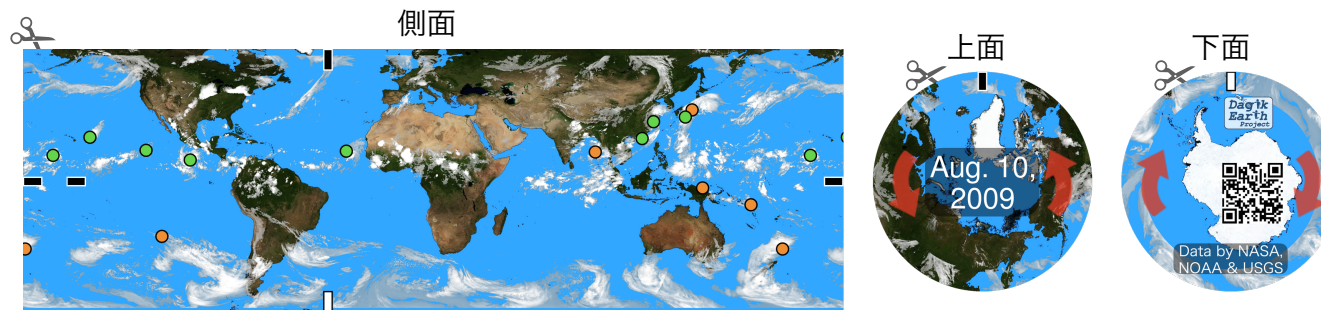 側面
上面
下面
Aug. 10,
2009
Dagik
Earth
Project
Data by NASA,
NOAA & USGS